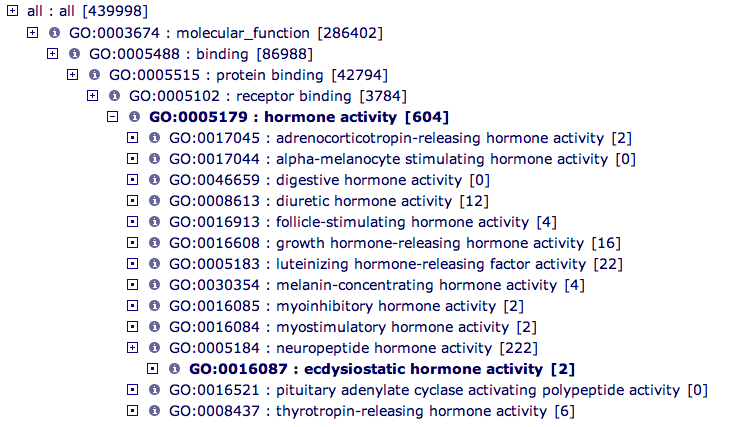 all : all [439998]
GO:0003674 : molecular_function [286402]
GO:0005488 : binding [86988]
GO:0005515 : protein binding [42794]
GO:0005102 : receptor binding [3784]
GO:0005179 : hormone activity [604]
GO:0017045 : adrenocorticotropin-releasing hormone activity [2]
GO:0017044 : alpha-melanocyte stimulating hormone activity [0]
GO:0046659 : digestive hormone activity [0]
GO:0008613 : diuretic hormone activity [12]
GO:0016913 : follicle-stimulating hormone activity [4]
GO:0016608 : growth hormone-releasing hormone activity [16]
GO:0005183 : luteinizing hormone-releasing factor activity [22]
GO:0030354 : melanin-concentrating hormone activity [4]
GO:0016085 : myoinhibitory hormone activity [2]
GO:0016084 : myostimulatory hormone activity [2]
GO:0005184 : neuropeptide hormone activity [222]
GO:0016087 : ecdysiostatic hormone activity [2]
GO:0016521 : pituitary adenylate cyclase activating polypeptide activity [0]
GO:0008437 : thyrotropin-releasing hormone activity [6]